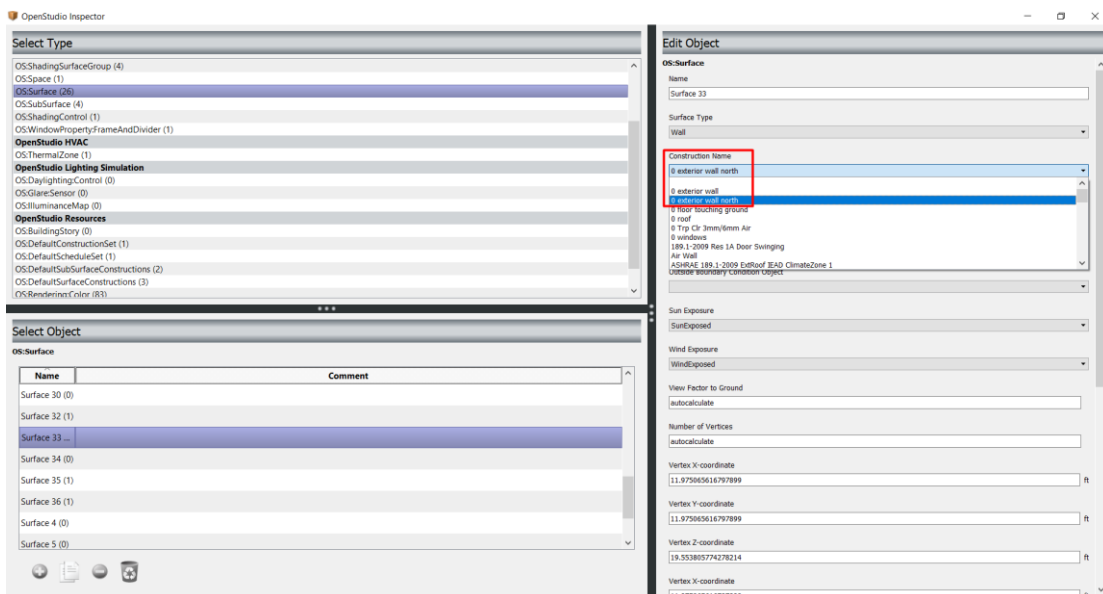 OpenStudio Inspector
Select Type
OS:ShadingSurfaceGroup (4)
OS:Space (1)
OS:Surface (26)
OS:SubSurface (4)
OS:ShadingControl (1)
OS:WindowProperty:FrameAndDivider (1)
OpenStudio HVAC
OS:ThermalZone (1)
OpenStudio Lighting Simulation
OS:Daylighting:Control (0)
OS:Glare:Sensor (0)
OS:IlluminanceMap (0)
OpenStudio Resources
OS:BuildingStory (0)
OS:DefaultConstructionSet (1)
OS:DefaultScheduleSet (1)
OS:DefaultSubSurfaceConstructions (2)
OS:DefaultSurfaceConstructions (3)
OS:Rendering:Color (83)
Select Object
OS:Surface
Name Comment
Surface 30 (0)
Surface 32 (1)
Surface 33 ...
Surface 34 (0)
Surface 35 (1)
Surface 36 (1)
Surface 4 (0)
Surface 5 (0)
Edit Object
OS:Surface
Name
Surface 33
Surface Type
Wall
Construction Name
0 exterior wall north
0 exterior wall
0 exterior wall north
0 floor touching ground
0 roof
0 Trp Clr 3mm/6mm Air
0 windows
189.1-2009 Res 1A Door Swinging
Air Wall
ASHRAE 189.1-2009 ExtRoof IEAD ClimateZone 1
Outside Boundary Condition Object
Sun Exposure
SunExposed
Wind Exposure
WindExposed
View Factor to Ground
autocalculate
Number of Vertices
autocalculate
Vertex X-coordinate
11.975065616797899 ft
Vertex Y-coordinate
11.975065616797899 ft
Vertex Z-coordinate
19.553805774278214 ft
Vertex X-coordinate